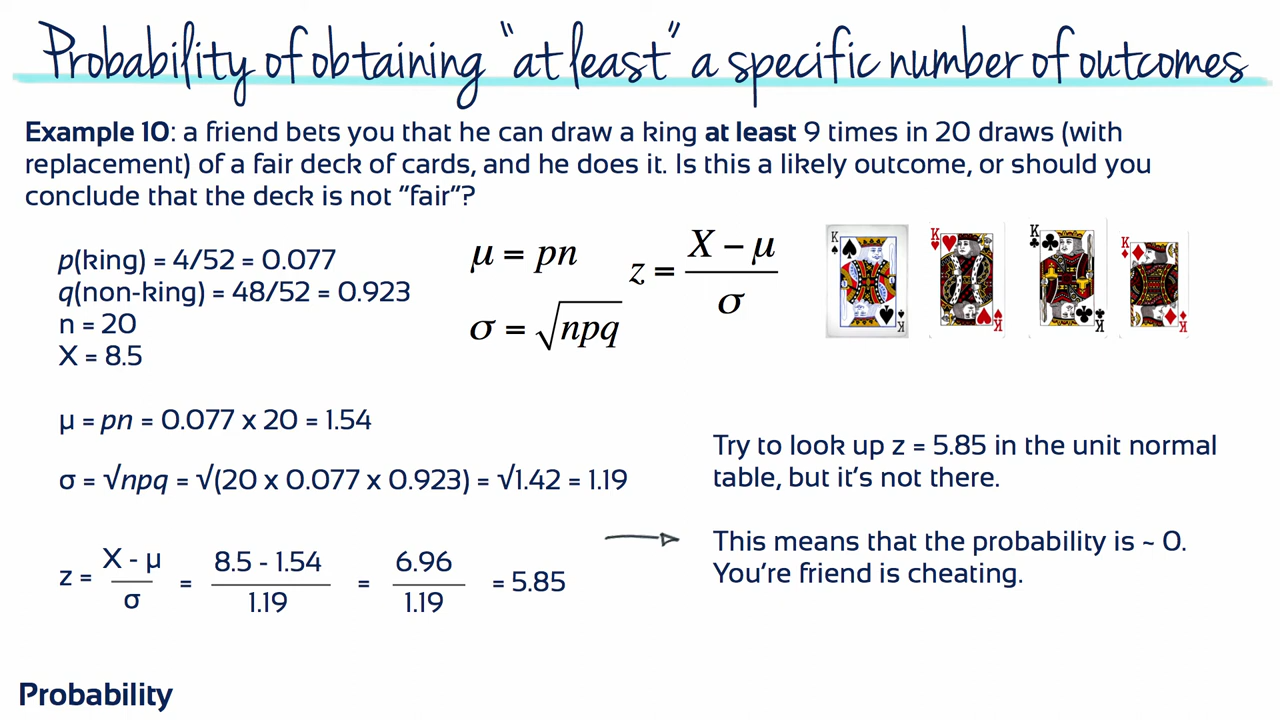 Probability of obtaining "at least" a specific number of outcomes
Example 10: a friend bets you that he can draw a king at least 9 times in 20 draws (with
replacement) of a fair deck of cards, and he does it. Is this a likely outcome, or should you
conclude that the deck is not "fair"?
p(king) = 4/52 = 0.077
q(non-king) = 48/52 = 0.923
n = 20
X = 8.5
μ = pn
σ = √npq
z = (X − μ) / σ
K K K K
K K K K
μ = pn = 0.077 x 20 = 1.54
σ = √npq = √(20 x 0.077 x 0.923) = √1.42 = 1.19
z = (X - μ) / σ = (8.5 - 1.54) / 1.19 = 6.96 / 1.19 = 5.85
Try to look up z = 5.85 in the unit normal
table, but it's not there.
This means that the probability is ~ 0.
You're friend is cheating.
Probability